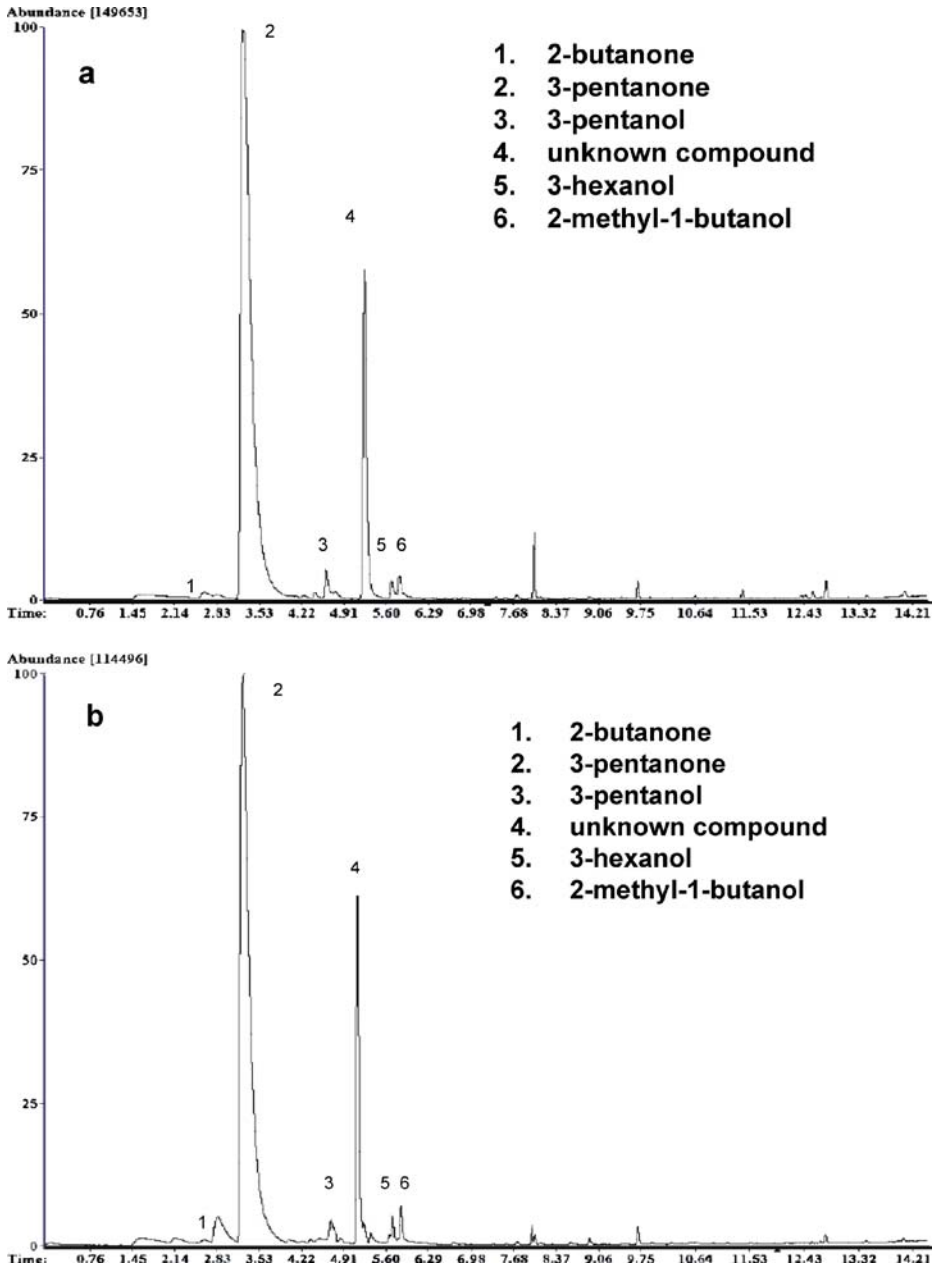 Abundance [149653]
100
a
2
1. 2-butanone
2. 3-pentanone
3. 3-pentanol
4. unknown compound
5. 3-hexanol
6. 2-methyl-1-butanol
75
4
50
25
3
5 6
1
0
Time: 0.76 1.45 2.14 2.83 3.53 4.22 4.91 5.60 6.29 6.98 7.68 8.37 9.06 9.75 10.64 11.53 12.43 13.32 14.21
Abundance [114496]
100
2
b
1. 2-butanone
2. 3-pentanone
3. 3-pentanol
4. unknown compound
5. 3-hexanol
6. 2-methyl-1-butanol
75
4
50
25
3
5 6
1
0
Time: 0.76 1.45 2.14 2.83 3.53 4.22 4.91 5.60 6.29 6.98 7.68 8.37 9.06 9.75 10.64 11.53 12.43 13.32 14.21